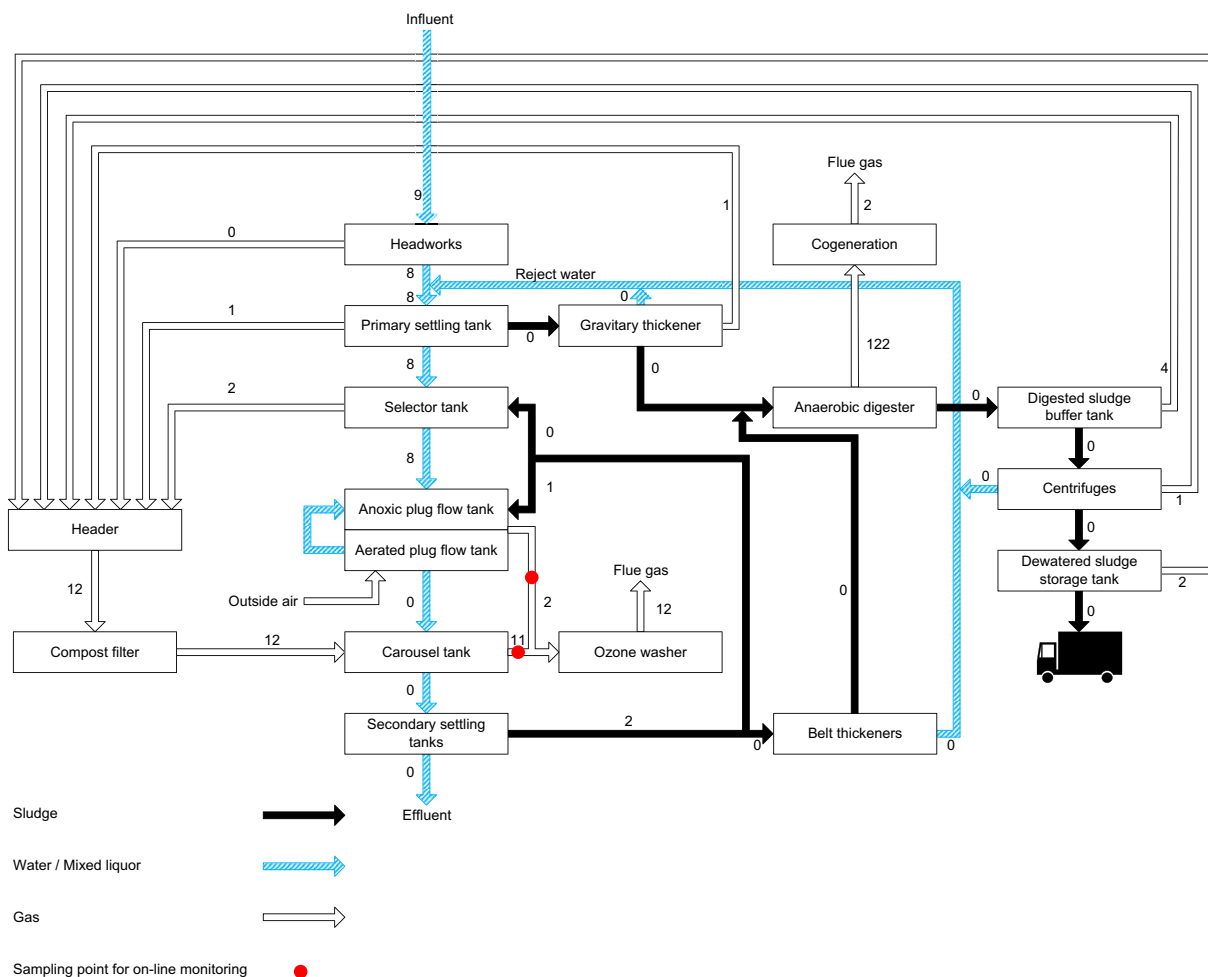 Influent
9
Flue gas
2
1
0
Headworks
Cogeneration
8
Reject water
8
0
1
Primary settling tank
0
Gravitary thickener
122
4
8
0
2
Selector tank
Anaerobic digester
0
Digested sludge
buffer tank
0
0
8
0
1
Anoxic plug flow tank
Centrifuges
1
Header
Aerated plug flow tank
0
Dewatered sludge
storage tank
2
Flue gas
12
Outside air
0
2
12
0
0
Compost filter
12
Carousel tank
11
Ozone washer
0
Secondary settling
tanks
2
0
Belt thickeners
0
0
Effluent
Sludge
Water / Mixed liquor
Gas
Sampling point for on-line monitoring